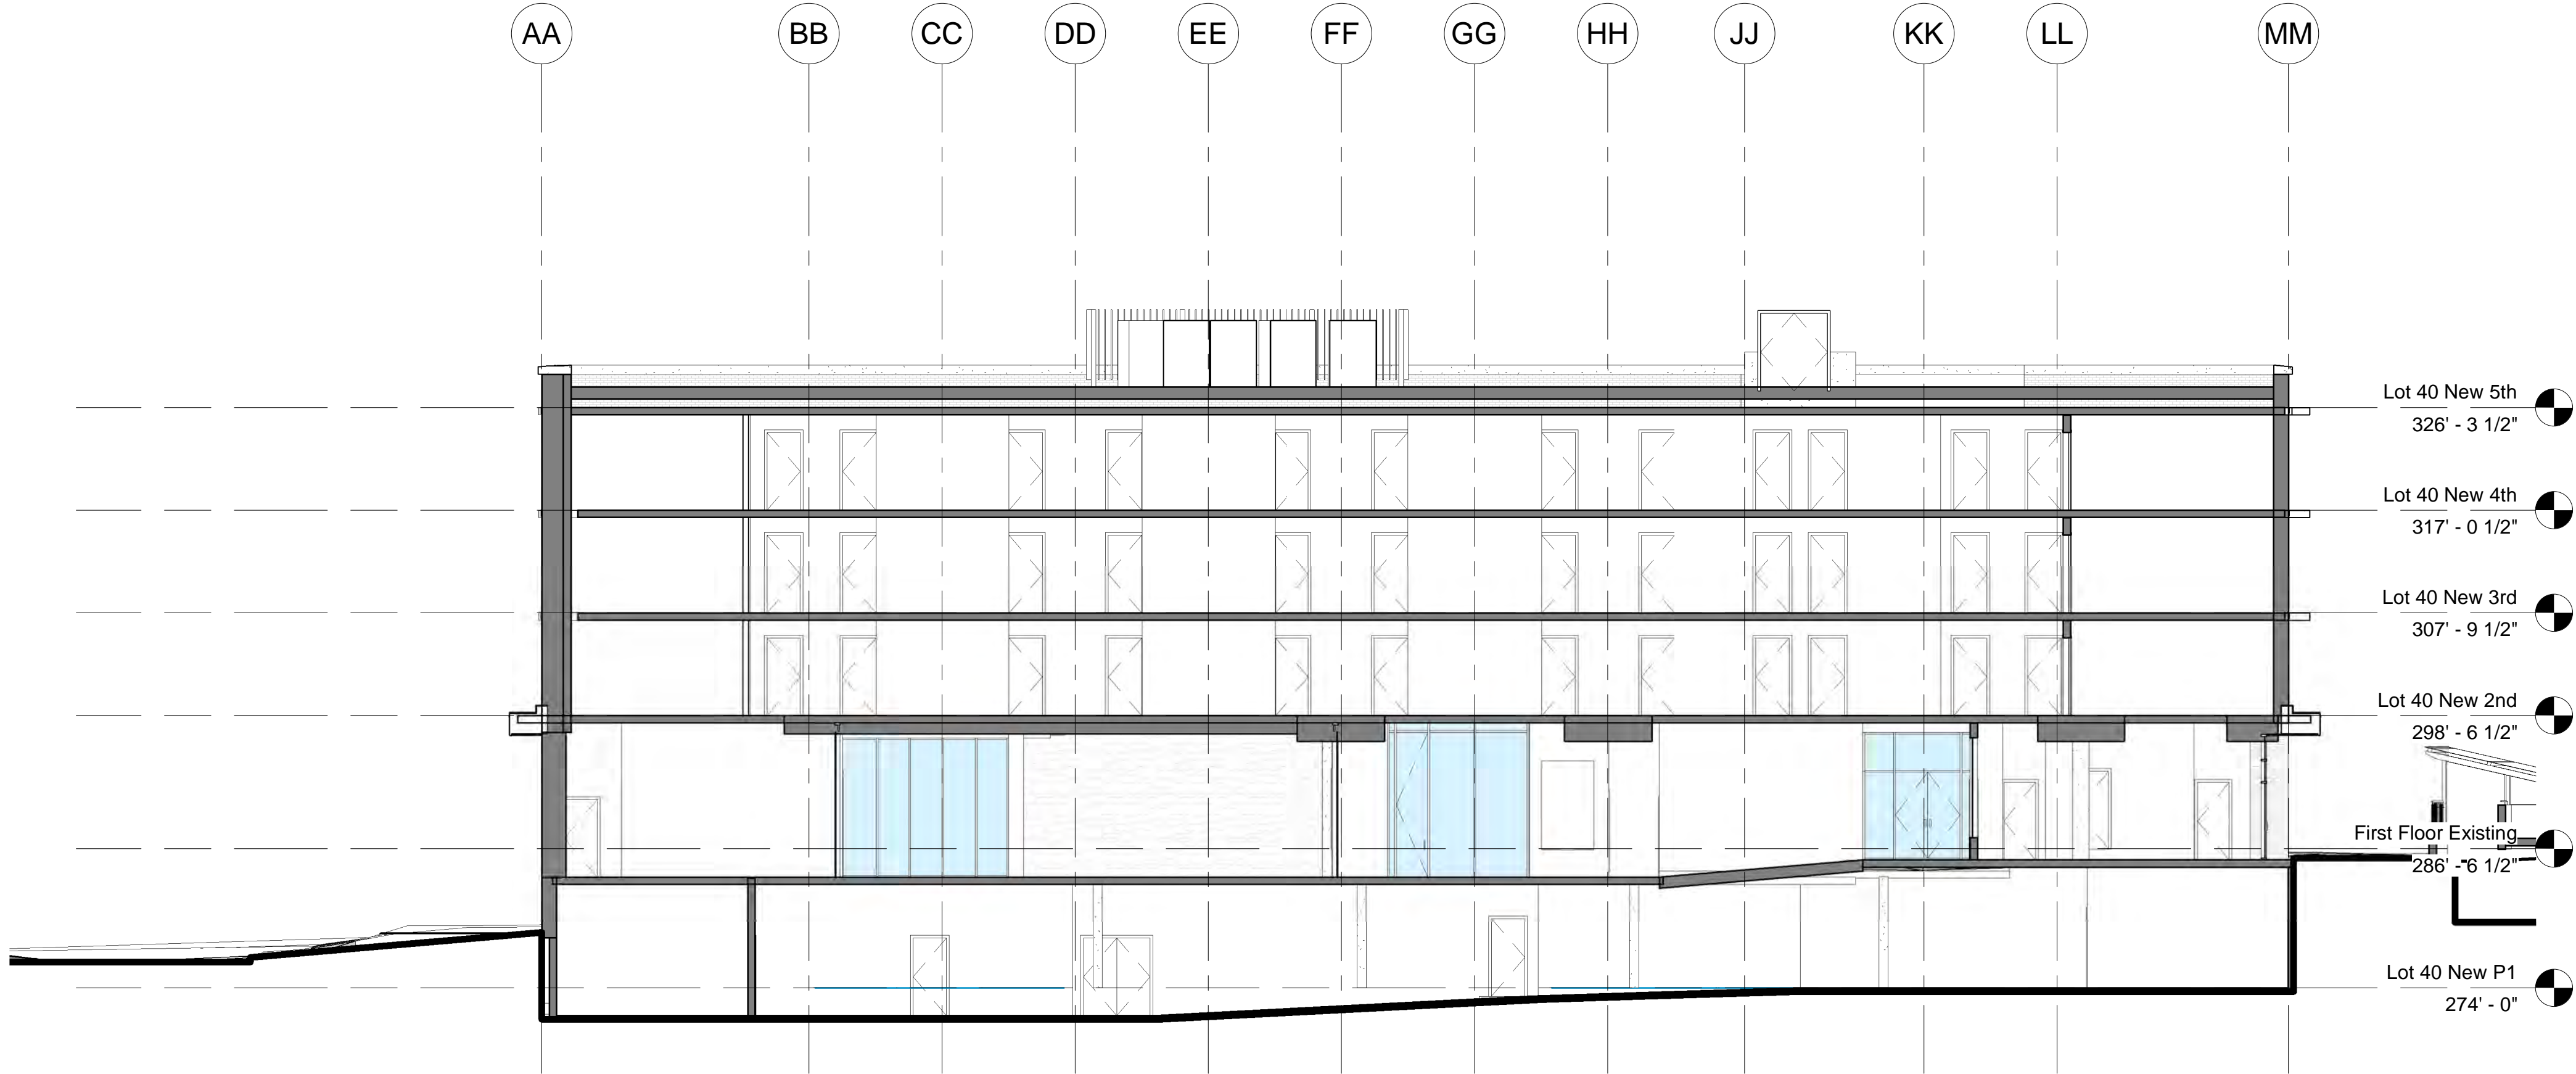 AA BB CC DD EE FF GG HH JJ KK LL MM
Lot 40 New 5th
326' - 3 1/2"
Lot 40 New 4th
317' - 0 1/2"
Lot 40 New 3rd
307' - 9 1/2"
Lot 40 New 2nd
298' - 6 1/2"
First Floor Existing
286' - 6 1/2"
Lot 40 New P1
274' - 0"